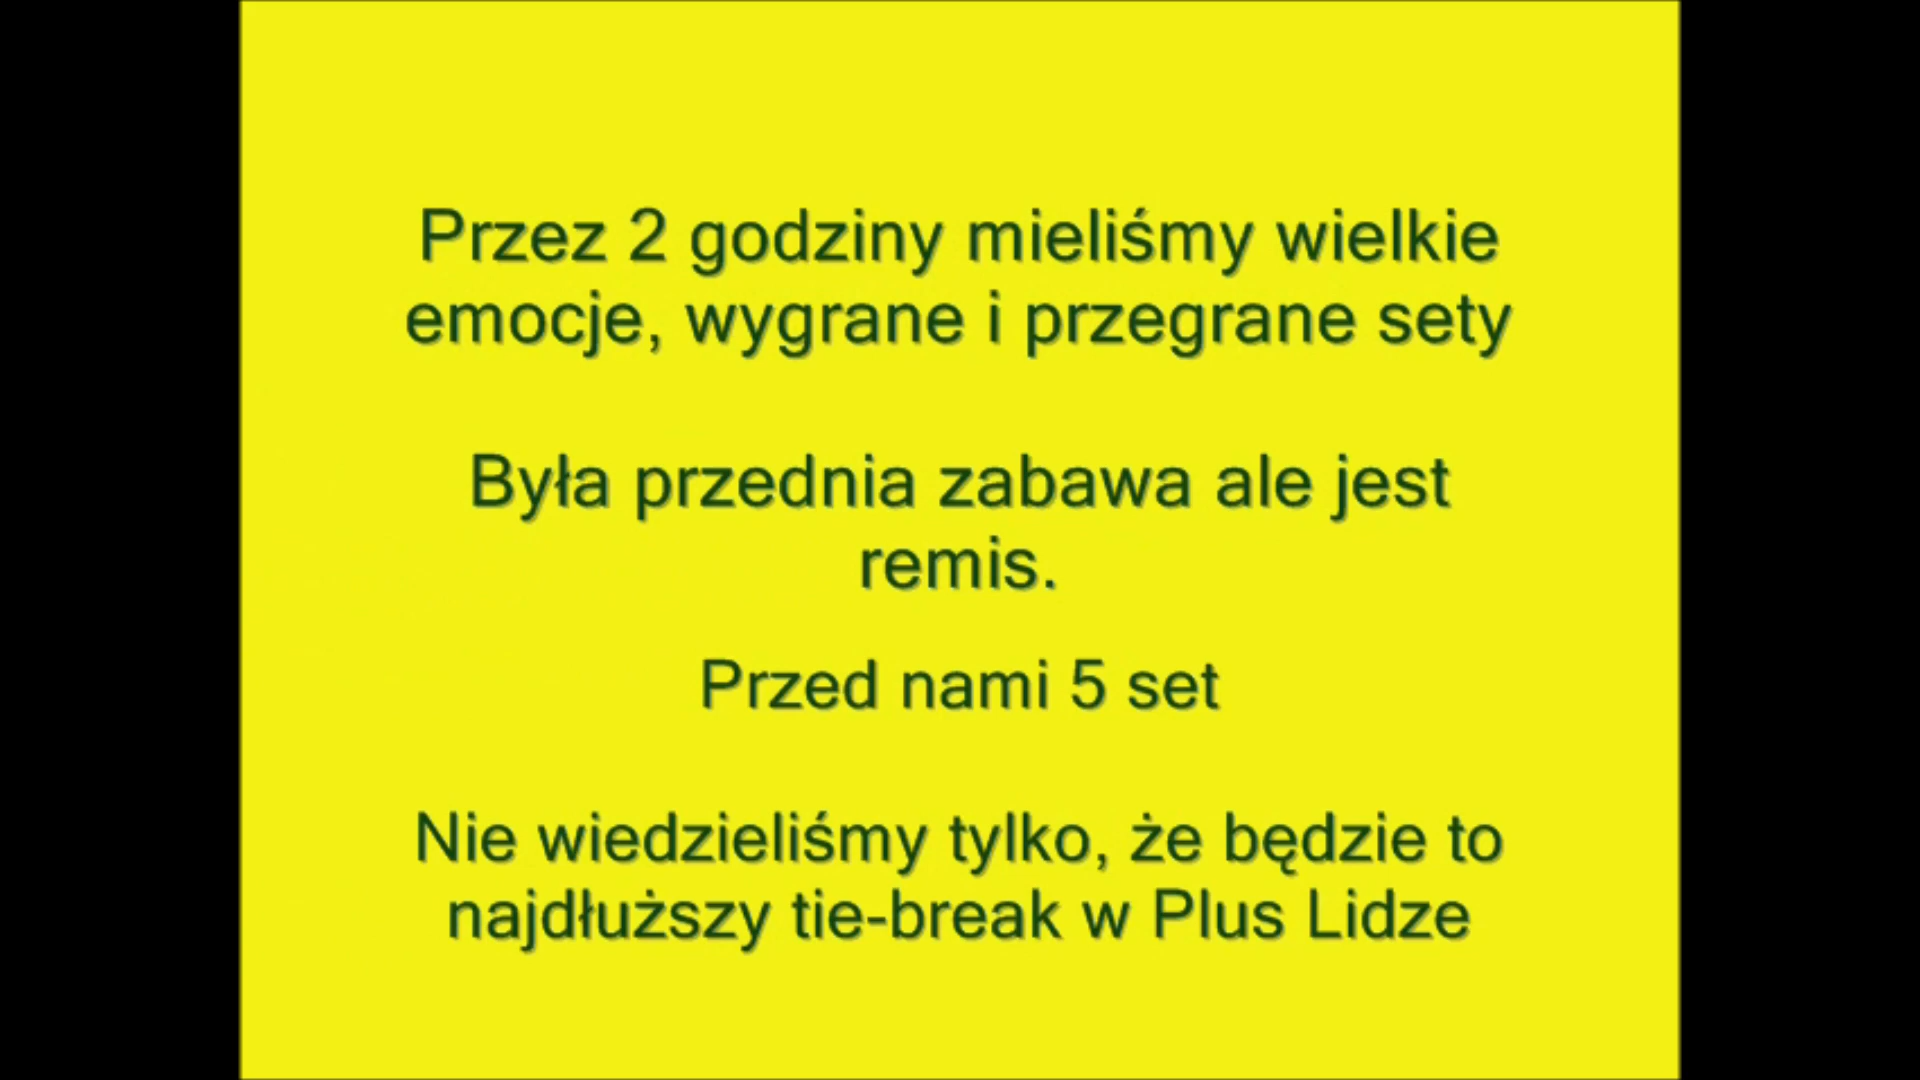 Przez 2 godziny mieliśmy wielkie
emocje, wygrane i przegrane sety
Była przednia zabawa ale jest
remis.
Przed nami 5 set
Nie wiedzieliśmy tylko, że będzie to
najdłuższy tie-break w Plus Lidze